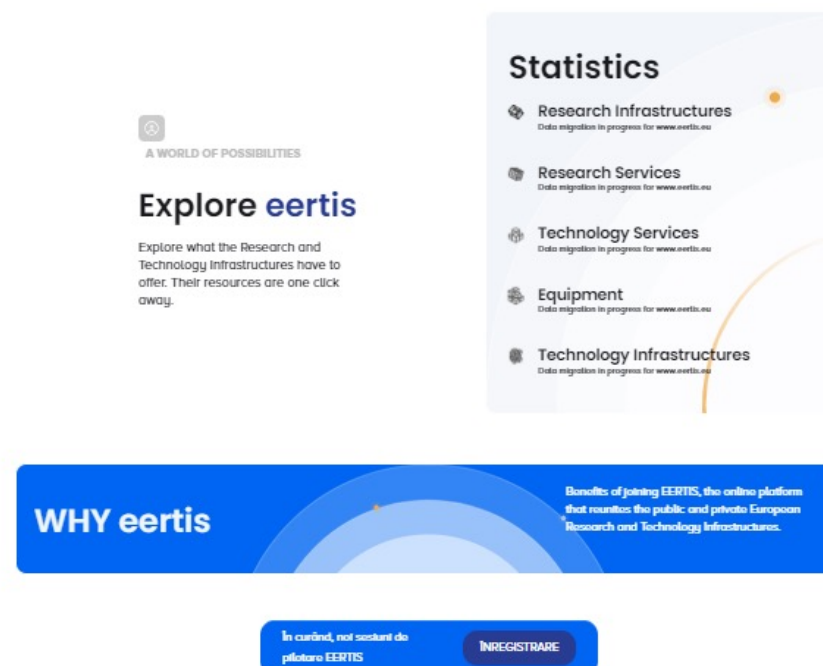 A WORLD OF POSSIBILITIES
Explore eertis
Explore what the Research and
Technology Infrastructures have to
offer. Their resources are one click
away.
Statistics
Research Infrastructures
Data migration in progress for www.eertis.eu
Research Services
Data migration in progress for www.eertis.eu
Technology Services
Data migration in progress for www.eertis.eu
Equipment
Data migration in progress for www.eertis.eu
Technology Infrastructures
Data migration in progress for www.eertis.eu
WHY eertis
Benefits of joining EERTIS, the online platform
that reunites the public and private European
Research and Technology Infrastructures.
În curând, noi sesiuni de
pilotare EERTIS
ÎNREGISTRARE